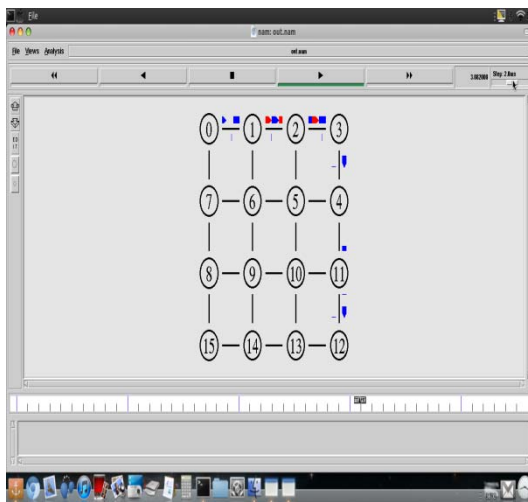 File
nam: out.nam
File Views Analysis
out.nam
3.002000
Step: 2.0ms
0 1 2 3
7 6 5 4
8 9 10 11
15 14 13 12